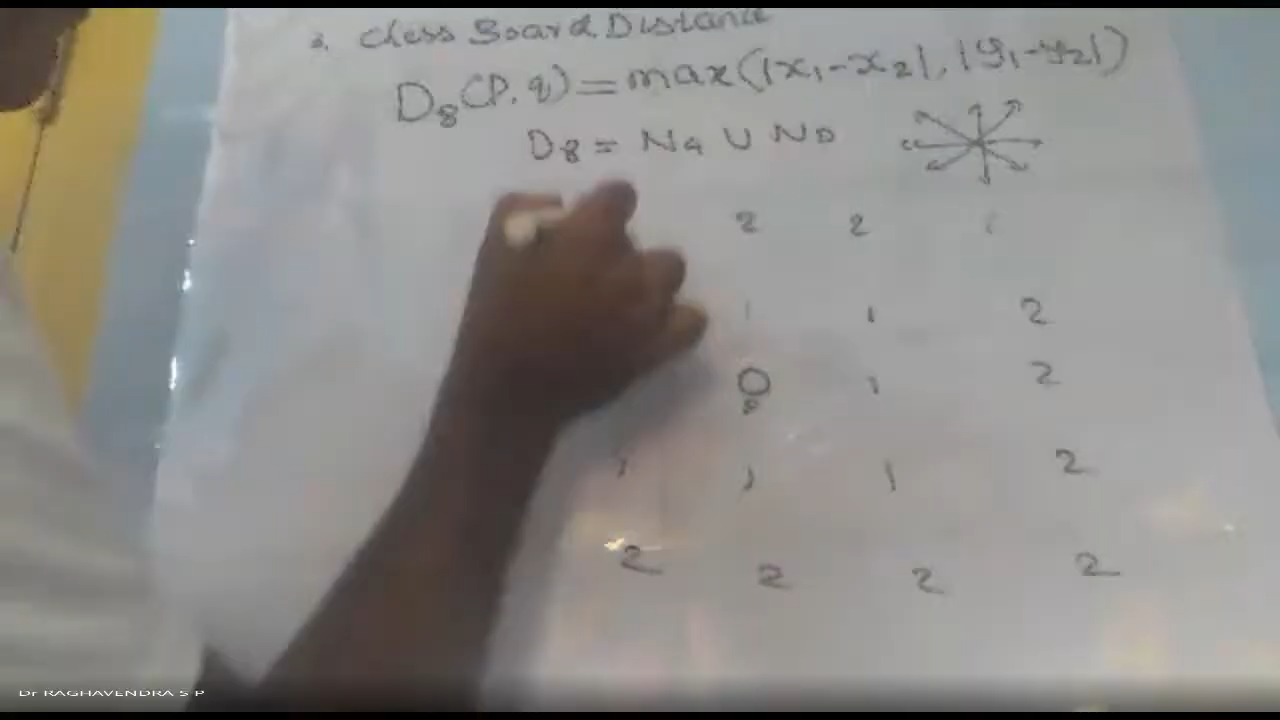 3. Chess Board Distance
D8(P,q) = max(|x1-x2|, |y1-y2|)
D8 = N4 U ND
2 2
1 1 2
0 1 2
P
1 1 1 2
2 2 2 2
Dr RAGHAVENDRA S P